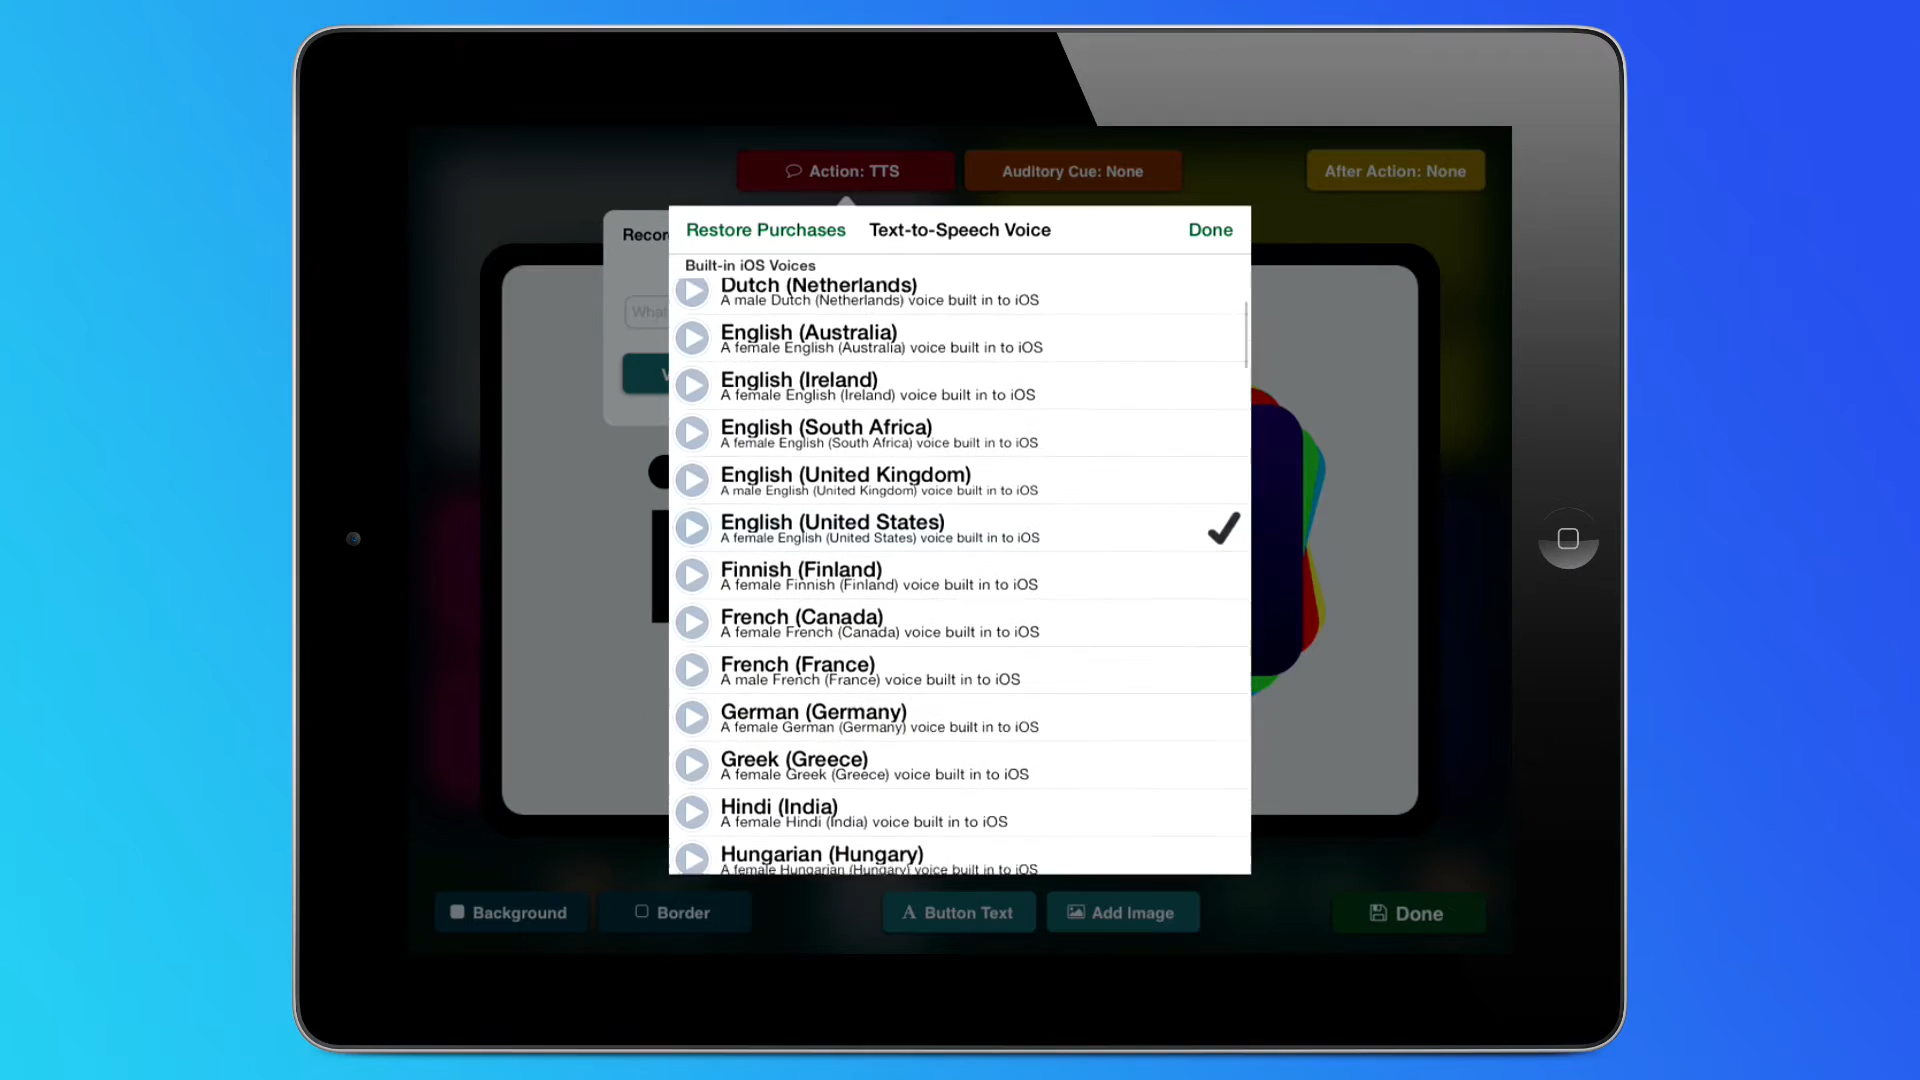 Action: TTS
Auditory Cue: None
After Action: None
Restore Purchases
Text-to-Speech Voice
Done
Built-in iOS Voices
Dutch (Netherlands)
A male Dutch (Netherlands) voice built in to iOS
English (Australia)
A female English (Australia) voice built in to iOS
English (Ireland)
A female English (Ireland) voice built in to iOS
English (South Africa)
A female English (South Africa) voice built in to iOS
English (United Kingdom)
A male English (United Kingdom) voice built in to iOS
English (United States)
A female English (United States) voice built in to iOS
Finnish (Finland)
A female Finnish (Finland) voice built in to iOS
French (Canada)
A female French (Canada) voice built in to iOS
French (France)
A male French (France) voice built in to iOS
German (Germany)
A female German (Germany) voice built in to iOS
Greek (Greece)
A female Greek (Greece) voice built in to iOS
Hindi (India)
A female Hindi (India) voice built in to iOS
Hungarian (Hungary)
A female Hungarian (Hungary) voice built in to iOS
Background
Border
Button Text
Add Image
Done